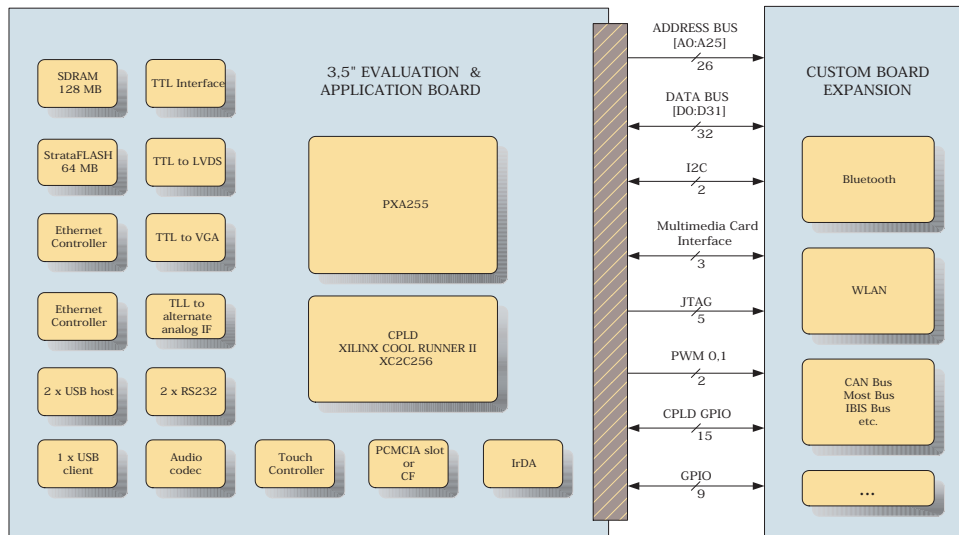 3,5" EVALUATION &
APPLICATION BOARD
SDRAM
128 MB
TTL Interface
StrataFLASH
64 MB
TTL to LVDS
Ethernet
Controller
TTL to VGA
Ethernet
Controller
TLL to
alternate
analog IF
2 x USB host
2 x RS232
1 x USB
client
Audio
codec
Touch
Controller
PCMCIA slot
or
CF
IrDA
PXA255
CPLD
XILINX COOL RUNNER II
XC2C256
ADDRESS BUS
[A0:A25]
26
DATA BUS
[D0:D31]
32
I2C
2
Multimedia Card
Interface
3
JTAG
5
PWM 0,1
2
CPLD GPIO
15
GPIO
9
CUSTOM BOARD
EXPANSION
Bluetooth
WLAN
CAN Bus
Most Bus
IBIS Bus
etc.
...